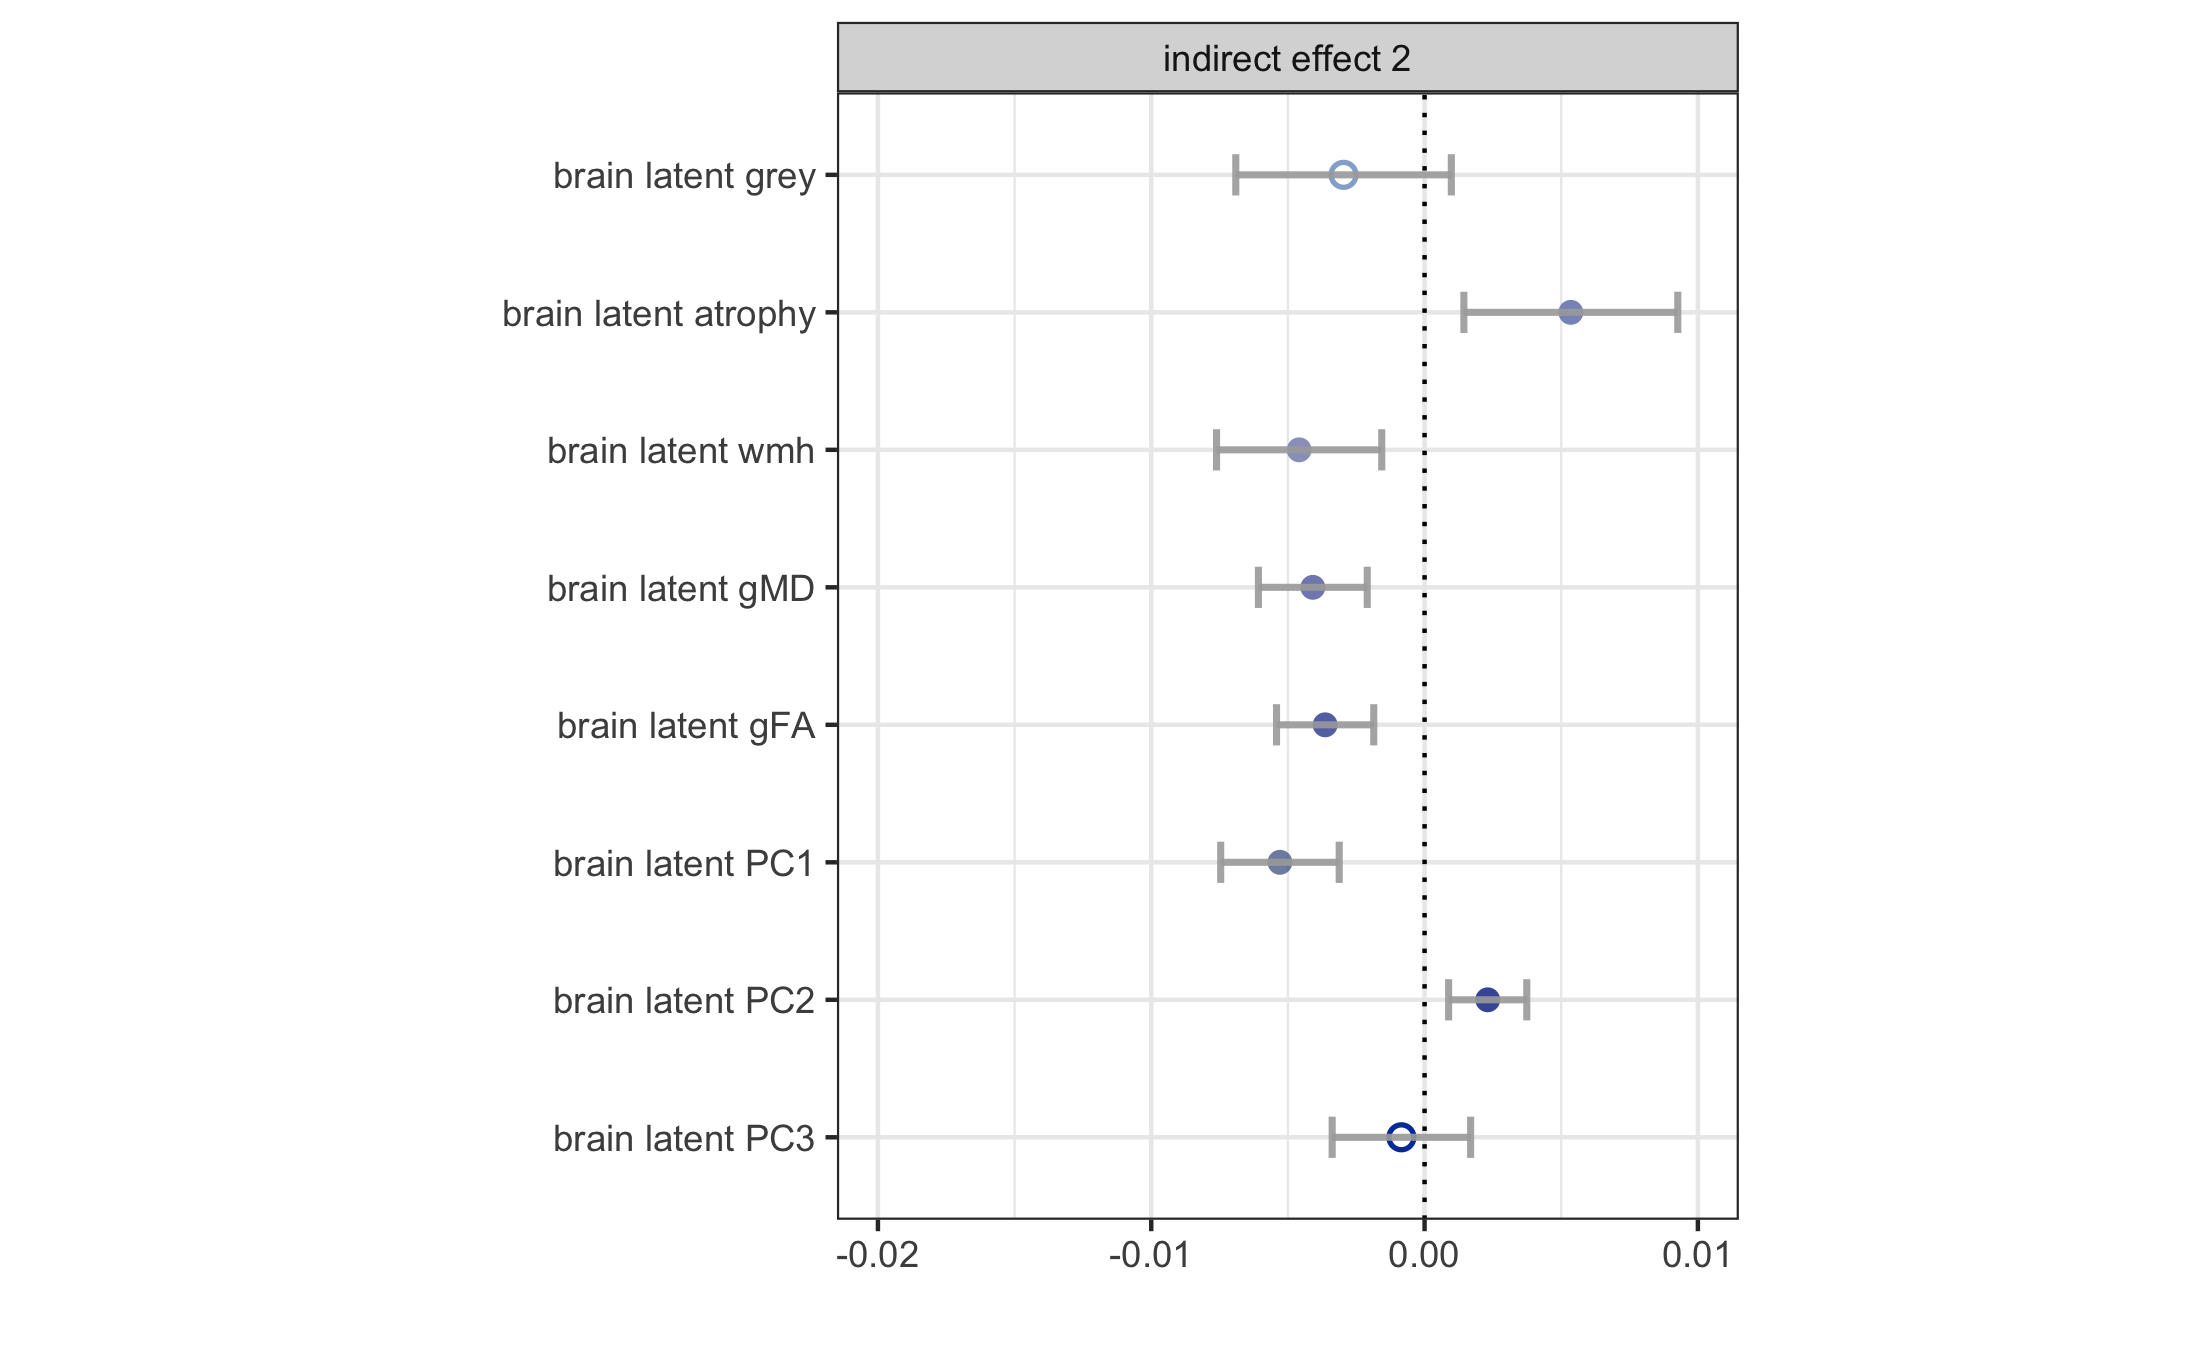 indirect effect 2
brain latent grey
brain latent atrophy
brain latent wmh
brain latent gMD
brain latent gFA
brain latent PC1
brain latent PC2
brain latent PC3
-0.02 -0.01 0.00 0.01